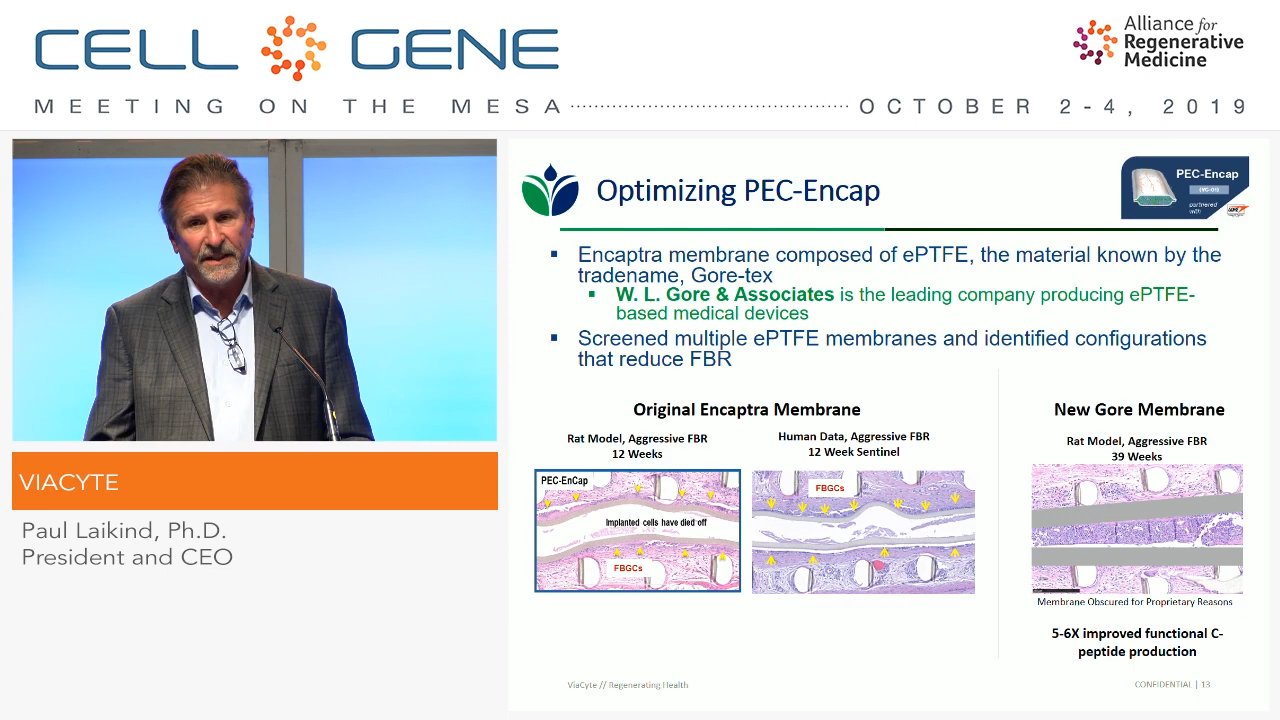 CELL GENE
Alliance for
Regenerative
Medicine
MEETING ON THE MESA
OCTOBER 2-4, 2019
Optimizing PEC-Encap
PEC-Encap
(VC-01)
partnered
with
Encaptra membrane composed of ePTFE, the material known by the
tradename, Gore-tex
W. L. Gore & Associates is the leading company producing ePTFE-
based medical devices
Screened multiple ePTFE membranes and identified configurations
that reduce FBR
Original Encaptra Membrane
Rat Model, Aggressive FBR
12 Weeks
PEC-EnCap
Implanted cells have died off
FBGCs
Human Data, Aggressive FBR
12 Week Sentinel
FBGCs
New Gore Membrane
Rat Model, Aggressive FBR
39 Weeks
Membrane Obscured for Proprietary Reasons
5-6X improved functional C-
peptide production
ViaCyte // Regenerating Health
CONFIDENTIAL | 13
VIACYTE
Paul Laikind, Ph.D.
President and CEO